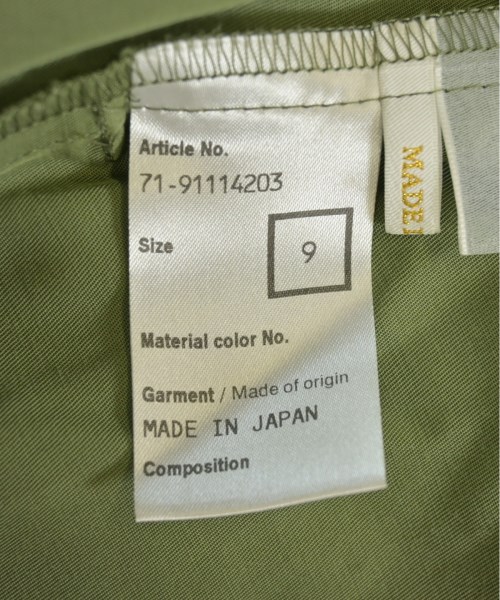 Article No.
71-91114203
Size
9
Material color No.
Garment / Made of origin
MADE IN JAPAN
Composition
MADE